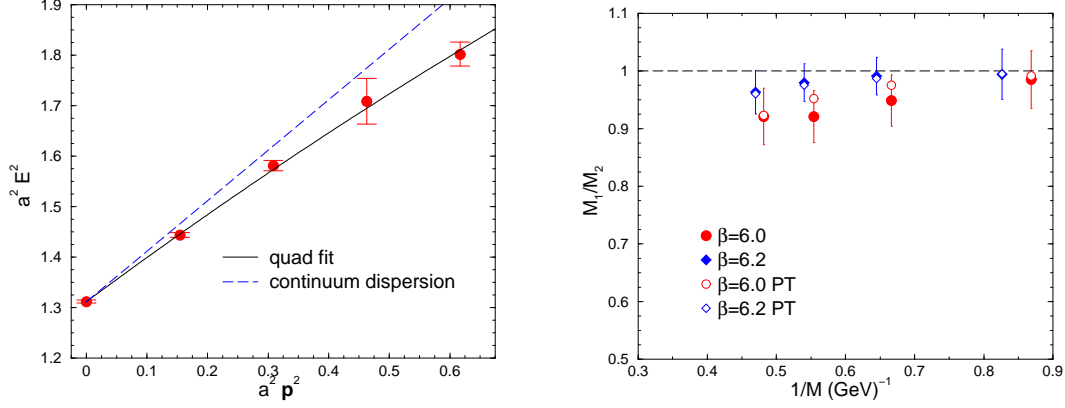 1.9
1.8
1.7
1.6
1.5
1.4
1.3
1.2
a² E²
quad fit
continuum dispersion
0 0.1 0.2 0.3 0.4 0.5 0.6
a² p²
1.1
1
0.9
0.8
0.7
0.6
0.5
M₁/M₂
β=6.0
β=6.2
β=6.0 PT
β=6.2 PT
0.3 0.4 0.5 0.6 0.7 0.8 0.9
1/M (GeV)⁻¹